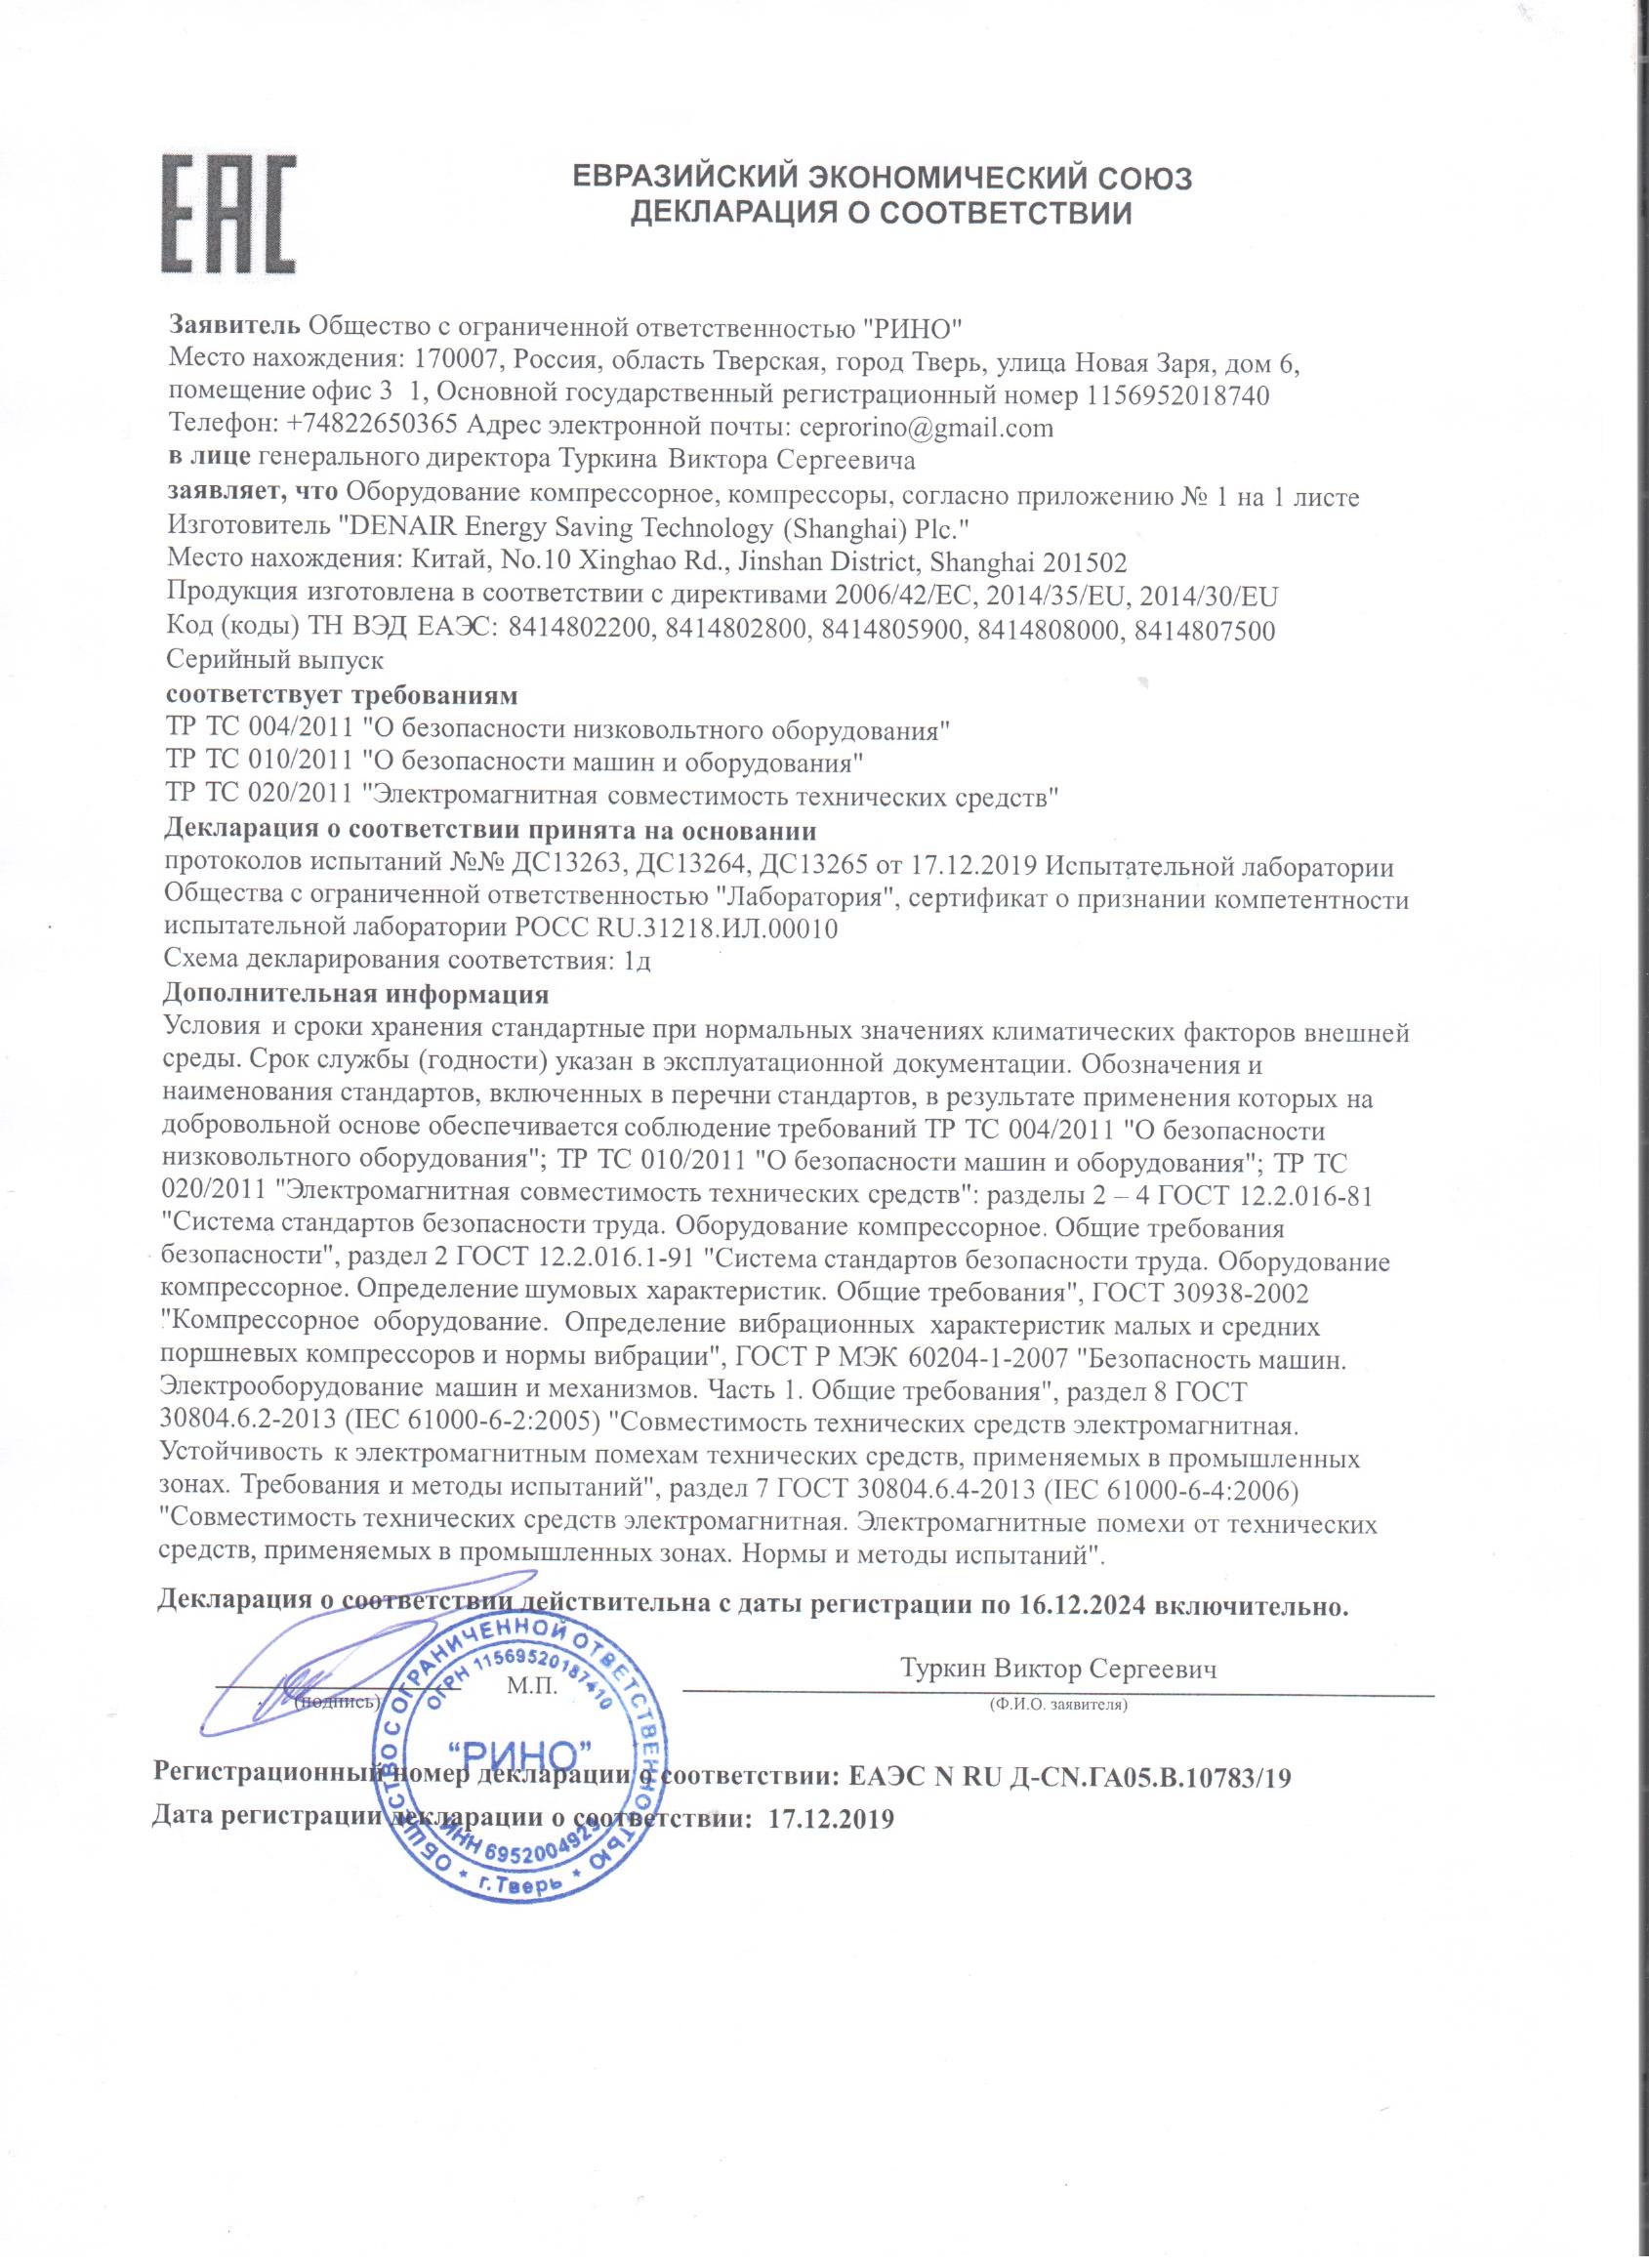 EAC
ЕВРАЗИЙСКИЙ ЭКОНОМИЧЕСКИЙ СОЮЗ
ДЕКЛАРАЦИЯ О СООТВЕТСТВИИ
Заявитель Общество с ограниченной ответственностью "РИНО"
Место нахождения: 170007, Россия, область Тверская, город Тверь, улица Новая Заря, дом 6,
помещение офис 3 1, Основной государственный регистрационный номер 1156952018740
Телефон: +74822650365 Адрес электронной почты: ceprorino@gmail.com
в лице генерального директора Туркина Виктора Сергеевича
заявляет, что Оборудование компрессорное, компрессоры, согласно приложению № 1 на 1 листе
Изготовитель "DENAIR Energy Saving Technology (Shanghai) Plc."
Место нахождения: Китай, No.10 Xinghao Rd., Jinshan District, Shanghai 201502
Продукция изготовлена в соответствии с директивами 2006/42/EC, 2014/35/EU, 2014/30/EU
Код (коды) ТН ВЭД ЕАЭС: 8414802200, 8414802800, 8414805900, 8414808000, 8414807500
Серийный выпуск
соответствует требованиям
ТР ТС 004/2011 "О безопасности низковольтного оборудования"
ТР ТС 010/2011 "О безопасности машин и оборудования"
ТР ТС 020/2011 "Электромагнитная совместимость технических средств"
Декларация о соответствии принята на основании
протоколов испытаний №№ ДС13263, ДС13264, ДС13265 от 17.12.2019 Испытательной лаборатории
Общества с ограниченной ответственностью "Лаборатория", сертификат о признании компетентности
испытательной лаборатории РОСС RU.31218.ИЛ.00010
Схема декларирования соответствия: 1д
Дополнительная информация
Условия и сроки хранения стандартные при нормальных значениях климатических факторов внешней
среды. Срок службы (годности) указан в эксплуатационной документации. Обозначения и
наименования стандартов, включенных в перечни стандартов, в результате применения которых на
добровольной основе обеспечивается соблюдение требований ТР ТС 004/2011 "О безопасности
низковольтного оборудования"; ТР ТС 010/2011 "О безопасности машин и оборудования"; ТР ТС
020/2011 "Электромагнитная совместимость технических средств": разделы 2 – 4 ГОСТ 12.2.016-81
"Система стандартов безопасности труда. Оборудование компрессорное. Общие требования
безопасности", раздел 2 ГОСТ 12.2.016.1-91 "Система стандартов безопасности труда. Оборудование
компрессорное. Определение шумовых характеристик. Общие требования", ГОСТ 30938-2002
"Компрессорное оборудование. Определение вибрационных характеристик малых и средних
поршневых компрессоров и нормы вибрации", ГОСТ Р МЭК 60204-1-2007 "Безопасность машин.
Электрооборудование машин и механизмов. Часть 1. Общие требования", раздел 8 ГОСТ
30804.6.2-2013 (IEC 61000-6-2:2005) "Совместимость технических средств электромагнитная.
Устойчивость к электромагнитным помехам технических средств, применяемых в промышленных
зонах. Требования и методы испытаний", раздел 7 ГОСТ 30804.6.4-2013 (IEC 61000-6-4:2006)
"Совместимость технических средств электромагнитная. Электромагнитные помехи от технических
средств, применяемых в промышленных зонах. Нормы и методы испытаний".
Декларация о соответствии действительна с даты регистрации по 16.12.2024 включительно.
Туркин Виктор Сергеевич
М.П.
(подпись)
(Ф.И.О. заявителя)
ОБЩЕСТВО С ОГРАНИЧЕННОЙ ОТВЕТСТВЕННОСТЬЮ
ОГРН 11569520187410
"РИНО"
ИНН 6952004929
* г.Тверь *
Регистрационный номер декларации о соответствии: ЕАЭС N RU Д-CN.ГА05.В.10783/19
Дата регистрации декларации о соответствии: 17.12.2019